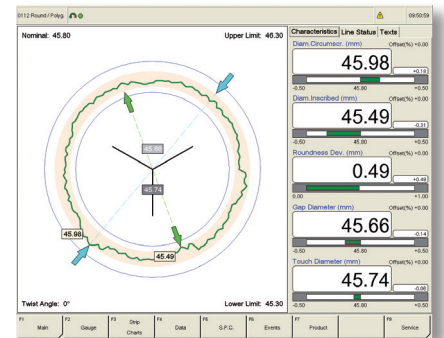 0112 Round / Polyg.
09:50:59
Nominal: 45.80
Upper Limit: 46.30
45.66
45.74
45.98
45.49
Twist Angle: 0°
Lower Limit: 45.30
Characteristics Line Status Texts
Diam.Circumscr. (mm) Offset(%) +0.00
45.98
+0.18
-0.50 45.80 +0.50
Diam.Inscribed (mm) Offset(%) +0.00
45.49
-0.31
-0.50 45.80 +0.50
Roundness Dev. (mm) Offset(%) +0.00
0.49
+0.49
0.00 +1.00
Gap Diameter (mm) Offset(%) +0.00
45.66
-0.14
-0.50 45.80 +0.50
Touch Diameter (mm) Offset(%) +0.00
45.74
-0.06
-0.50 45.80 +0.50
F1 Main
F2 Gauge
F3 Strip Charts
F4 Data
F5 S.P.C.
F6 Events
F7 Product
F9 Service